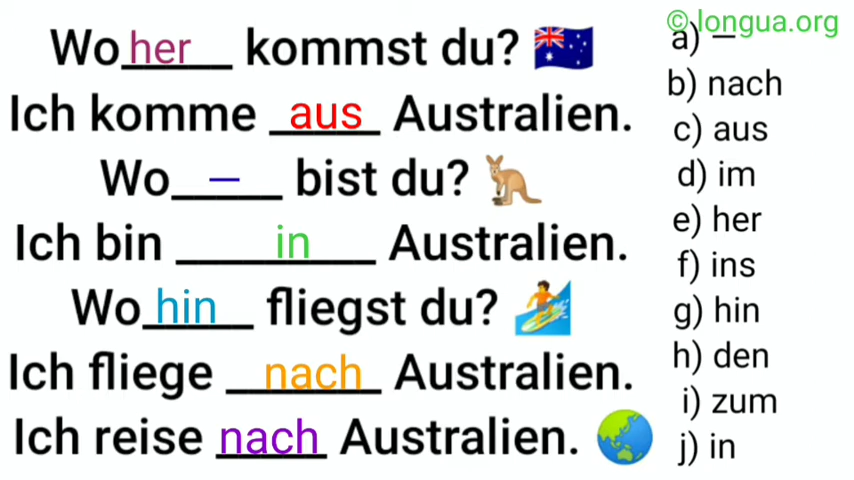 Woher kommst du?
Ich komme aus Australien.
Wo – bist du?
Ich bin in Australien.
Wohin fliegst du?
Ich fliege nach Australien.
Ich reise nach Australien.
©longua.org
a) –
b) nach
c) aus
d) im
e) her
f) ins
g) hin
h) den
i) zum
j) in